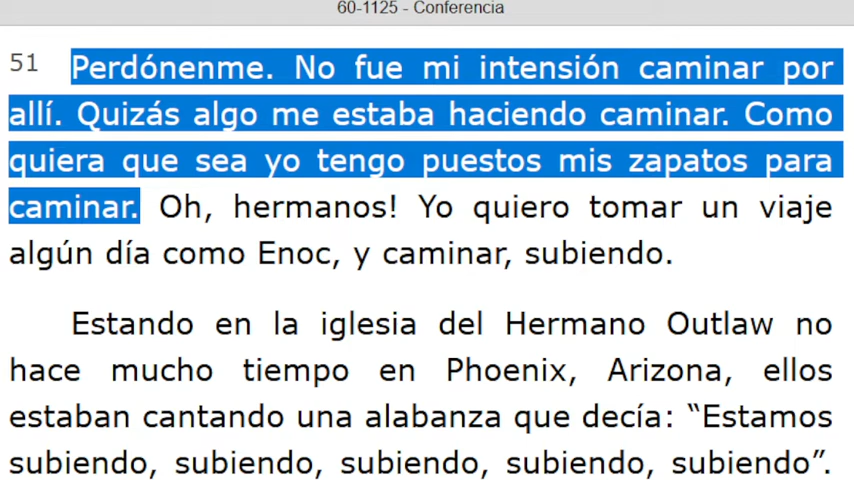 60-1125 - Conferencia
51 Perdónenme. No fue mi intensión caminar por
allí. Quizás algo me estaba haciendo caminar. Como
quiera que sea yo tengo puestos mis zapatos para
caminar. Oh, hermanos! Yo quiero tomar un viaje
algún día como Enoc, y caminar, subiendo.
Estando en la iglesia del Hermano Outlaw no
hace mucho tiempo en Phoenix, Arizona, ellos
estaban cantando una alabanza que decía: “Estamos
subiendo, subiendo, subiendo, subiendo, subiendo”.